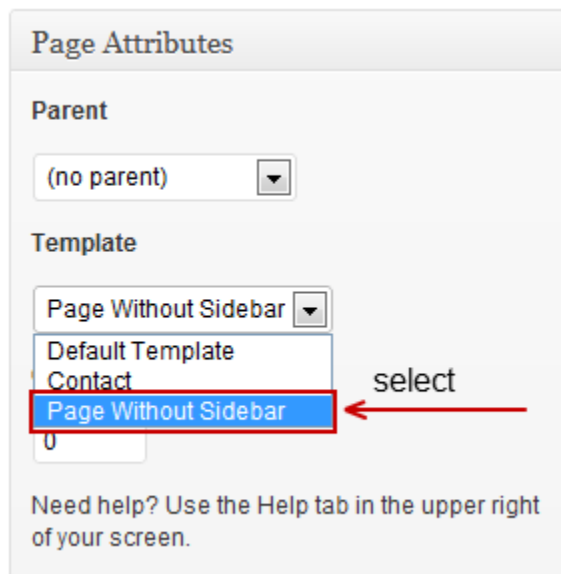 Page Attributes
Parent
(no parent)
Template
Page Without Sidebar
Default Template
Contact
select
Page Without Sidebar
0
Need help? Use the Help tab in the upper right
of your screen.